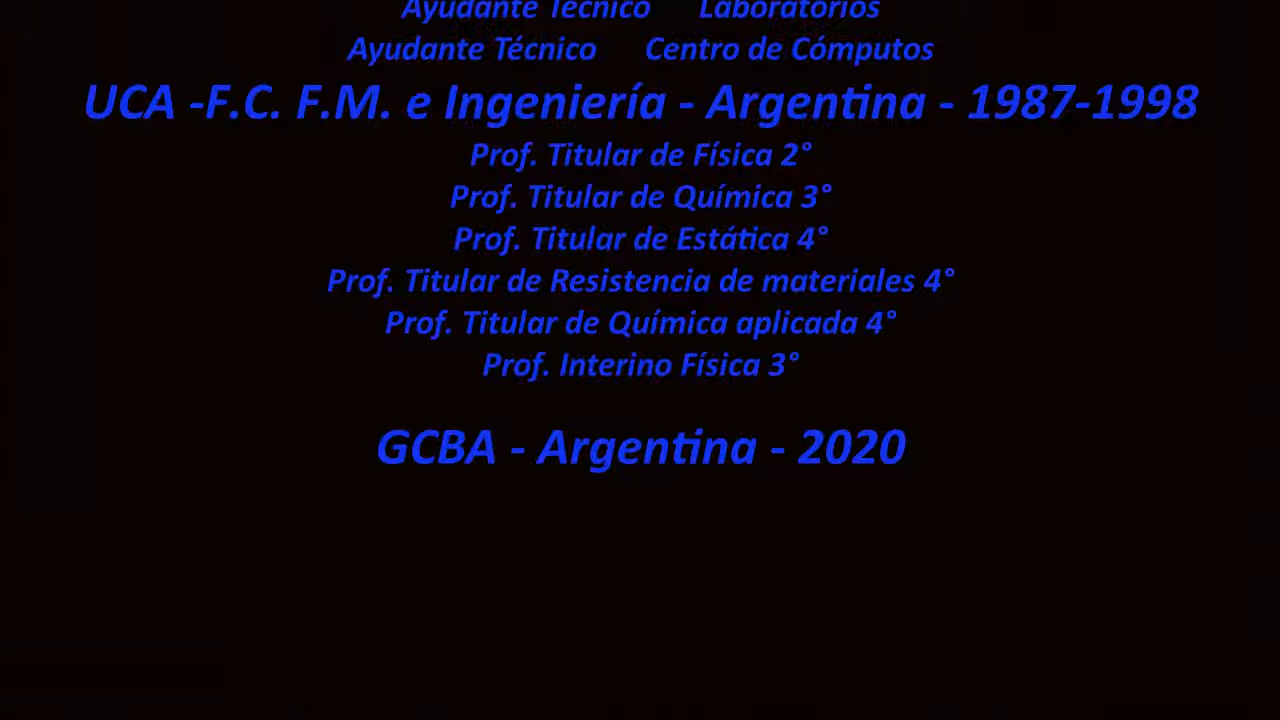 Ayudante Técnico Laboratorios
Ayudante Técnico Centro de Cómputos
UCA -F.C. F.M. e Ingeniería - Argentina - 1987-1998
Prof. Titular de Física 2°
Prof. Titular de Química 3°
Prof. Titular de Estática 4°
Prof. Titular de Resistencia de materiales 4°
Prof. Titular de Química aplicada 4°
Prof. Interino Física 3°
GCBA - Argentina - 2020